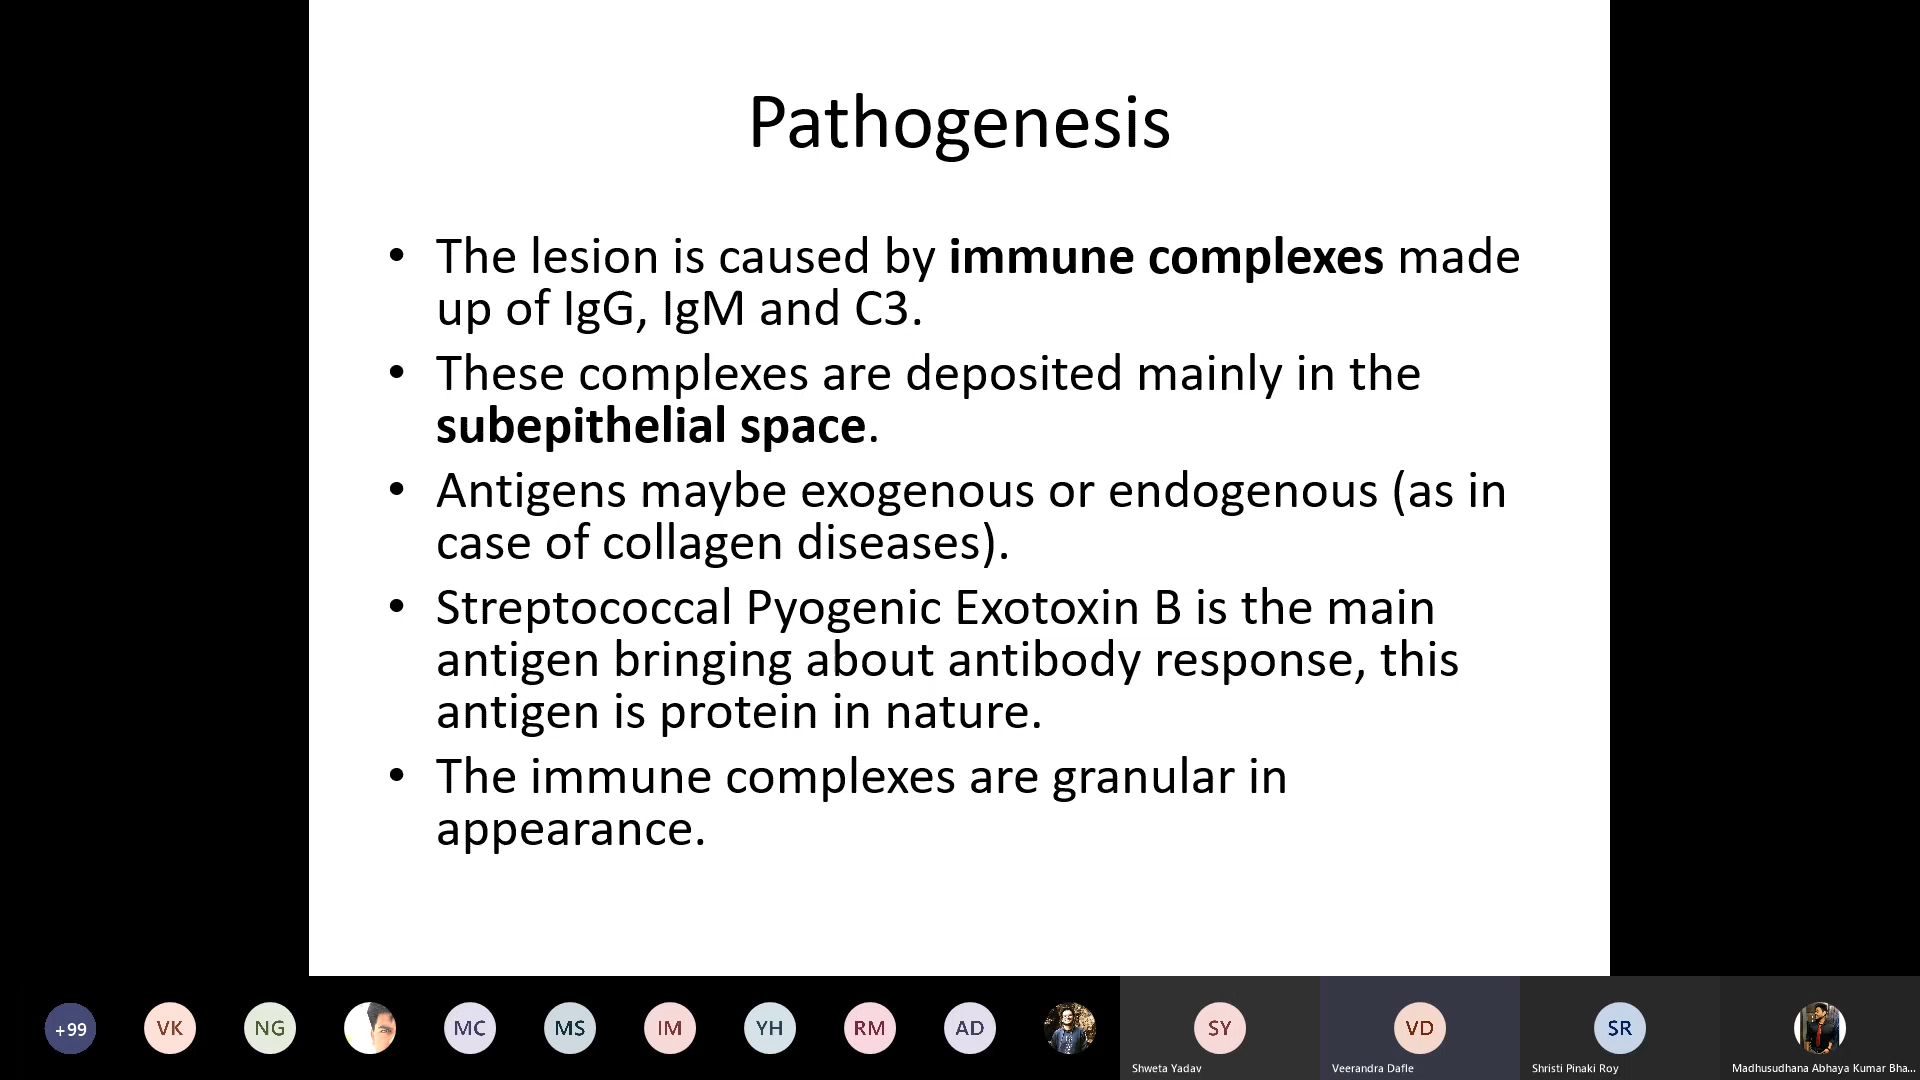 Pathogenesis
• The lesion is caused by immune complexes made
up of IgG, IgM and C3.
• These complexes are deposited mainly in the
subepithelial space.
• Antigens maybe exogenous or endogenous (as in
case of collagen diseases).
• Streptococcal Pyogenic Exotoxin B is the main
antigen bringing about antibody response, this
antigen is protein in nature.
• The immune complexes are granular in
appearance.
+99 VK NG MC MS IM YH RM AD SY VD SR
Shweta Yadav Veerandra Dafle Shristi Pinaki Roy Madhusudhana Abhaya Kumar Bha...